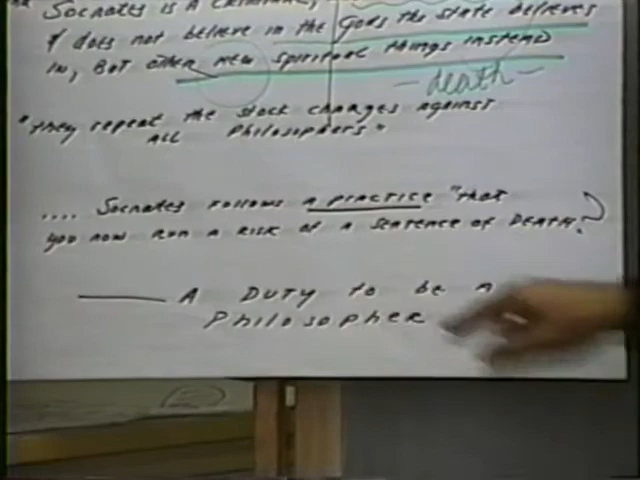 Socrates is a criminal,
& does not believe in the Gods the state believes
in, But other new spiritual things instead
- death -
"they repeat the stock charges against
ALL Philosophers"
.... Socrates follows a practice "that
you now run a risk of a sentence of DEATH?
A DUTY to be a
Philosopher